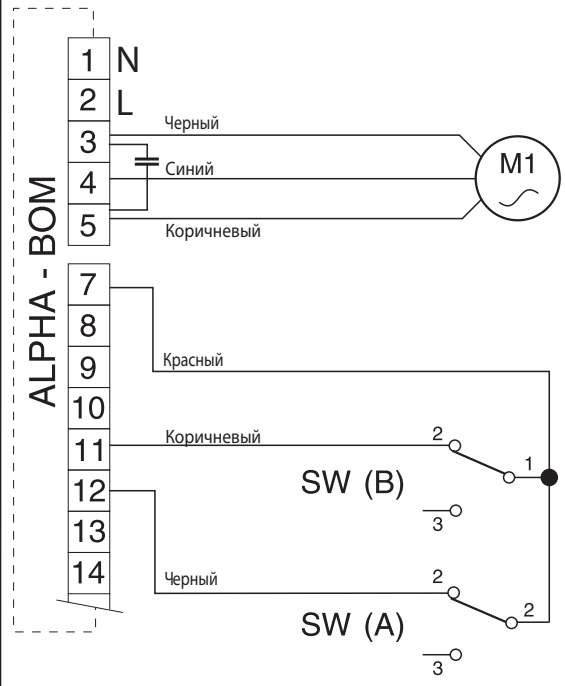 ALPHA - BOM
1 N
2 L
3
Черный
4
Синий
M1
5
Коричневый
7
8
9
Красный
10
11
Коричневый
2
1
SW (B)
12
3
13
14
Черный
2
2
SW (A)
3